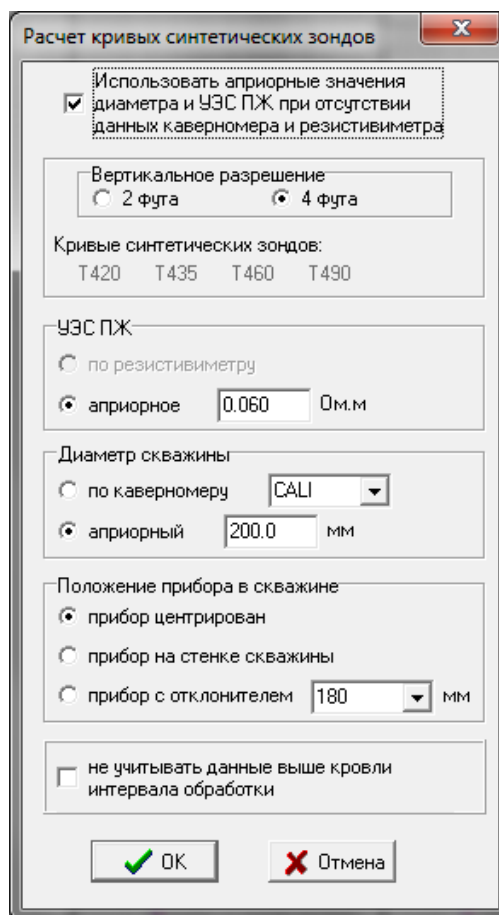 Расчет кривых синтетических зондов
Использовать априорные значения
диаметра и УЭС ПЖ при отсутствии
данных каверномера и резистивиметра
Вертикальное разрешение
2 фута 4 фута
Кривые синтетических зондов:
T420 T435 T460 T490
УЭС ПЖ
по резистивиметру
априорное 0.060 Ом.м
Диаметр скважины
по каверномеру CALI
априорный 200.0 мм
Положение прибора в скважине
прибор центрирован
прибор на стенке скважины
прибор с отклонителем 180 мм
не учитывать данные выше кровли
интервала обработки
OK Отмена